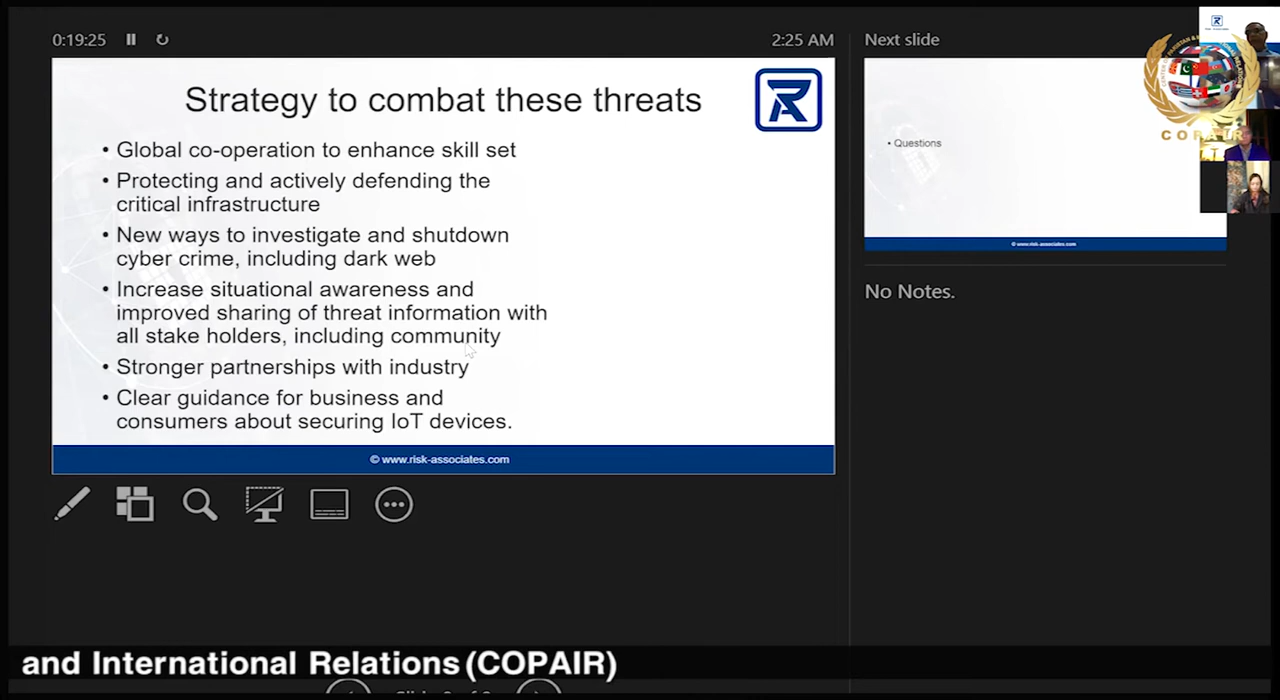 0:19:25
2:25 AM
Next slide
Strategy to combat these threats
• Global co-operation to enhance skill set
• Protecting and actively defending the
critical infrastructure
• New ways to investigate and shutdown
cyber crime, including dark web
• Increase situational awareness and
improved sharing of threat information with
all stake holders, including community
• Stronger partnerships with industry
• Clear guidance for business and
consumers about securing IoT devices.
© www.risk-associates.com
• Questions
© www.risk-associates.com
No Notes.
COPAIR
and International Relations (COPAIR)